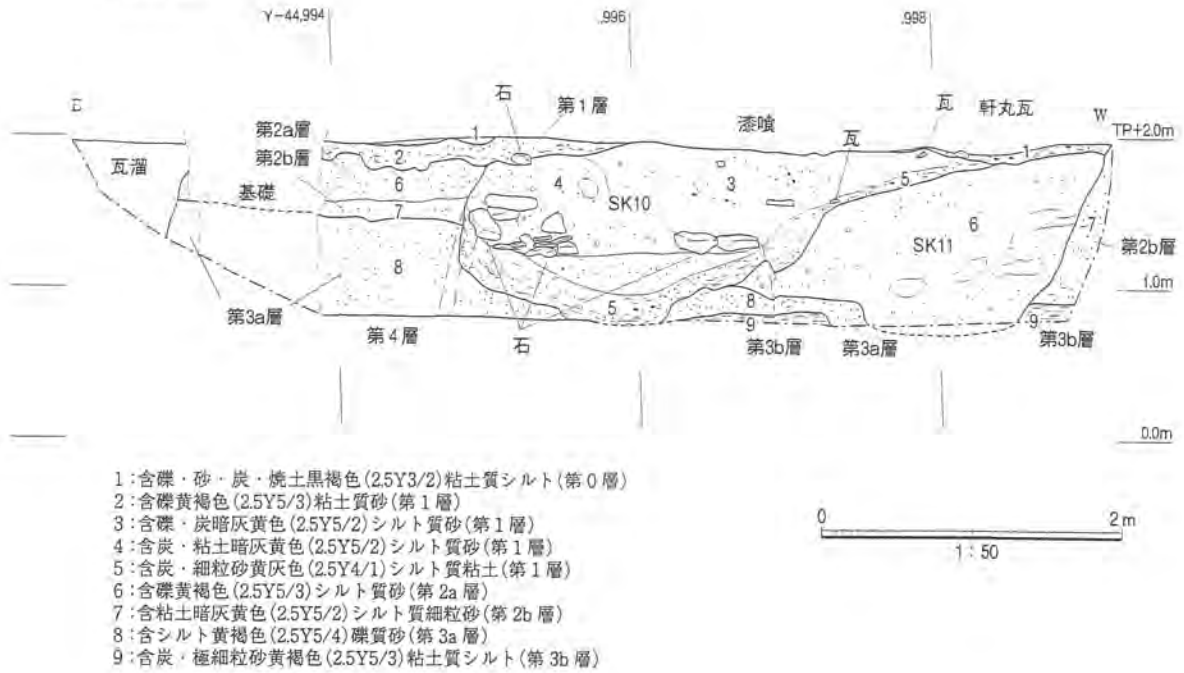 Y-44,994 .996 .998
E 石 第1層 漆喰 瓦 軒丸瓦 W
TP+2.0m
第2a層 1 瓦 1
第2b層 2
瓦溜 6 4 3 5
基礎 SK10 6
7 SK11 7
第2b層
8
第3a層 1.0m
5 8
9 9
第4層 石 第3b層 第3a層 第3b層
0.0m
1:含礫・砂・炭・焼土黒褐色(2.5Y3/2)粘土質シルト(第0層)
2:含礫黄褐色(2.5Y5/3)粘土質砂(第1層)
3:含礫・炭暗灰黄色(2.5Y5/2)シルト質砂(第1層)
4:含炭・粘土暗灰黄色(2.5Y5/2)シルト質砂(第1層)
5:含炭・細粒砂黄灰色(2.5Y4/1)シルト質粘土(第1層)
6:含礫黄褐色(2.5Y5/3)シルト質砂(第2a層)
7:含粘土暗灰黄色(2.5Y5/2)シルト質細粒砂(第2b層)
8:含シルト黄褐色(2.5Y5/4)礫質砂(第3a層)
9:含炭・極細粒砂黄褐色(2.5Y5/3)粘土質シルト(第3b層)
0 2m
1:50